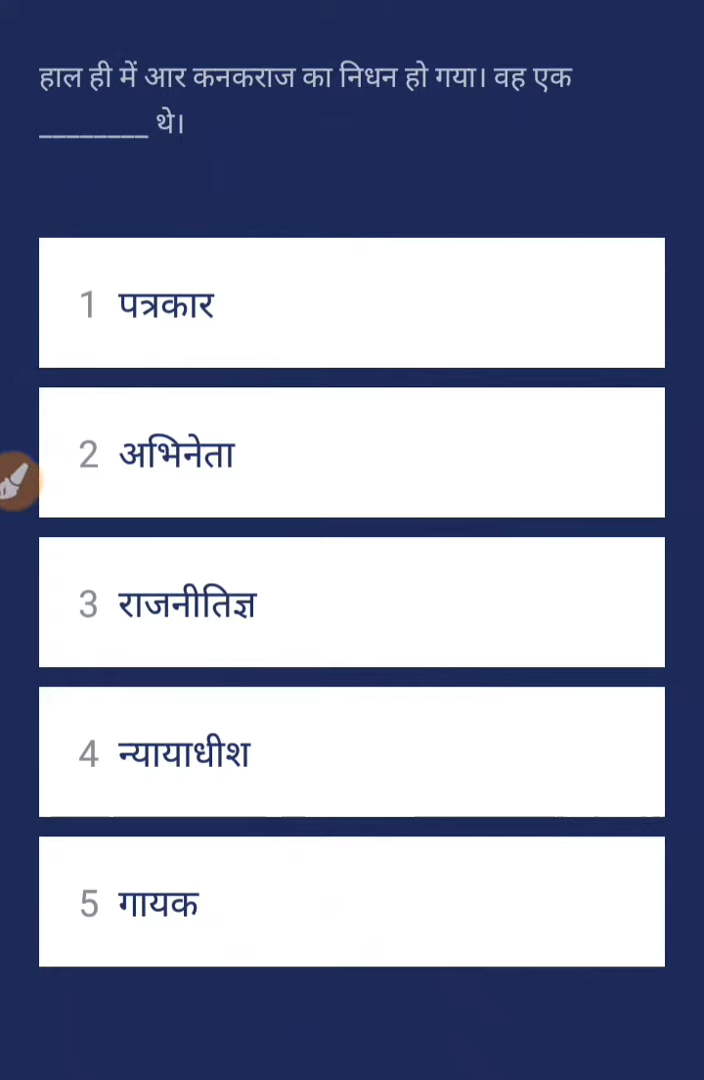 हाल ही में आर कनकराज का निधन हो गया। वह एक
________ थे।
1 पत्रकार
2 अभिनेता
3 राजनीतिज्ञ
4 न्यायाधीश
5 गायक